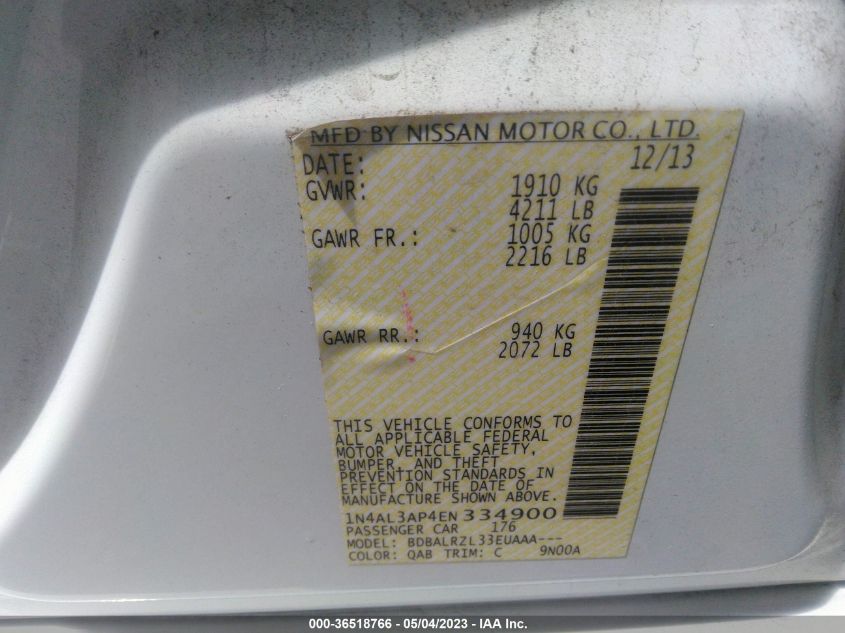 MFD BY NISSAN MOTOR CO., LTD.
DATE: 12/13
GVWR: 1910 KG
4211 LB
GAWR FR.: 1005 KG
2216 LB
GAWR RR.: 940 KG
2072 LB
THIS VEHICLE CONFORMS TO
ALL APPLICABLE FEDERAL
MOTOR VEHICLE SAFETY,
BUMPER, AND THEFT
PREVENTION STANDARDS IN
EFFECT ON THE DATE OF
MANUFACTURE SHOWN ABOVE.
1N4AL3AP4EN 334900
PASSENGER CAR 176
MODEL: BDBALRZL33EUAAA---
COLOR: QAB TRIM: C 9N00A
000-36518766 - 05/04/2023 - IAA Inc.